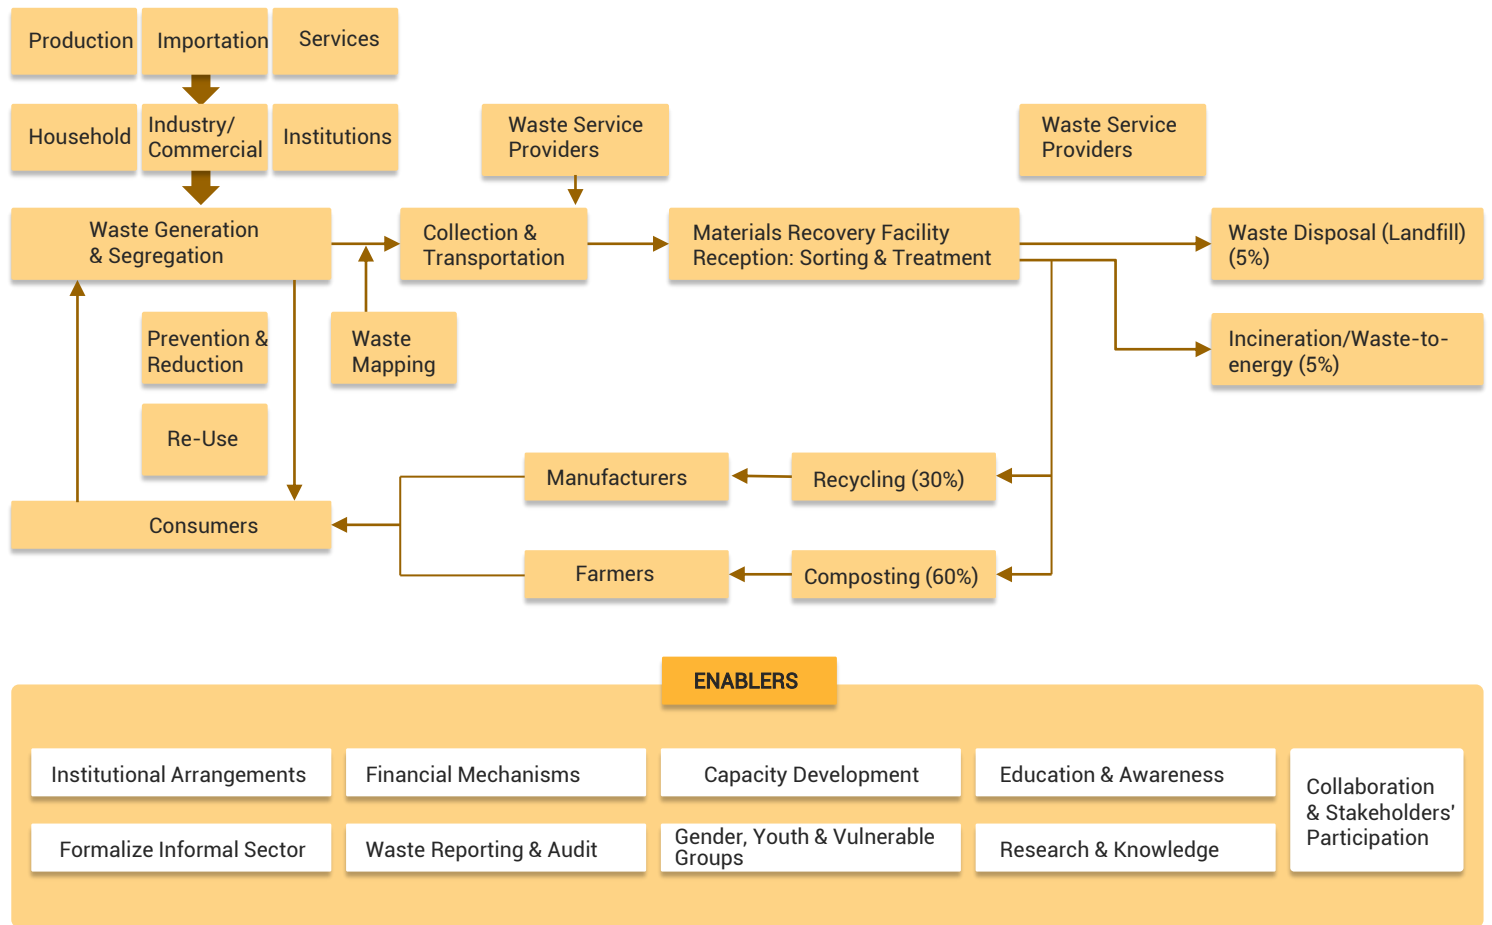 Production
Importation
Services
Household
Industry/
Commercial
Institutions
Waste Service
Providers
Waste Service
Providers
Waste Generation
& Segregation
Collection &
Transportation
Materials Recovery Facility
Reception: Sorting & Treatment
Waste Disposal (Landfill)
(5%)
Prevention &
Reduction
Waste
Mapping
Incineration/Waste-to-
energy (5%)
Re-Use
Manufacturers
Recycling (30%)
Consumers
Farmers
Composting (60%)
ENABLERS
Institutional Arrangements
Financial Mechanisms
Capacity Development
Education & Awareness
Collaboration
& Stakeholders'
Participation
Formalize Informal Sector
Waste Reporting & Audit
Gender, Youth & Vulnerable
Groups
Research & Knowledge